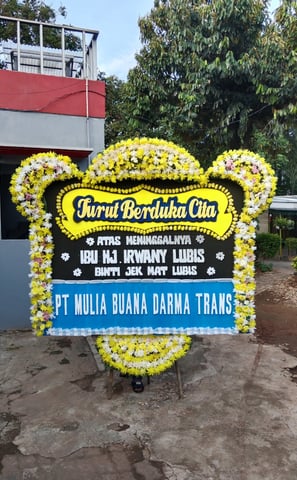 Turut Berduka Cita
ATAS MENINGGALNYA
IBU HJ. IRWANY LUBIS
BINTI JEK MAT LUBIS
PT MULIA BUANA DARMA TRANS